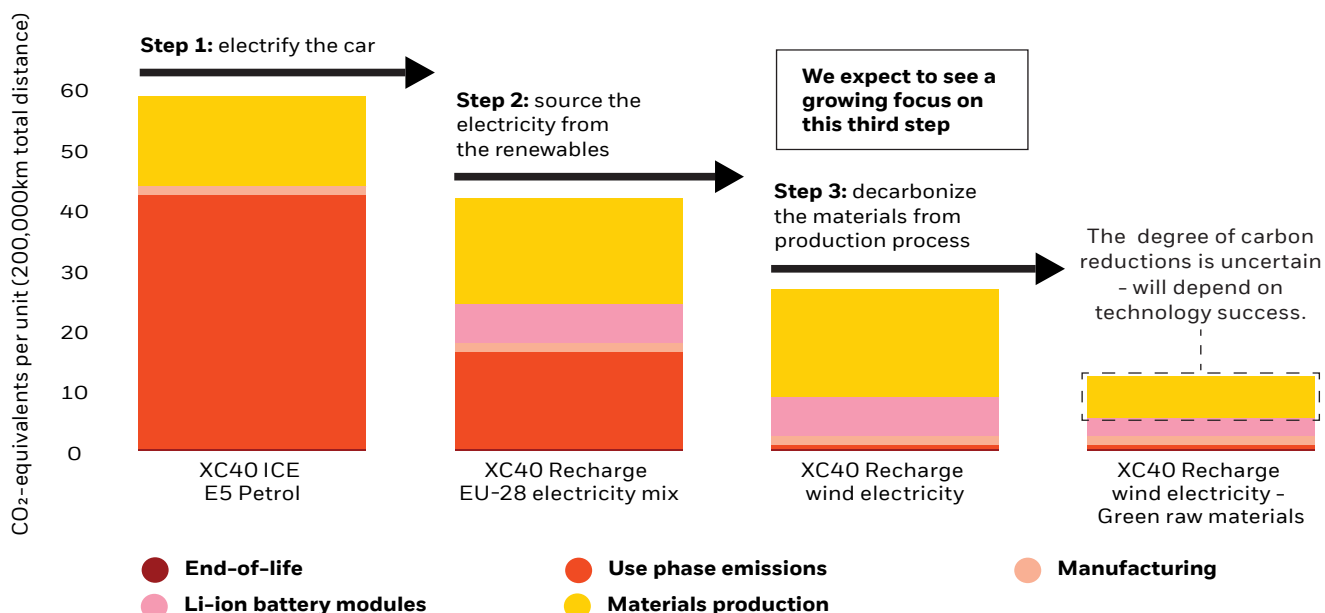 CO₂-equivalents per unit (200,000km total distance)
60
50
40
30
20
10
0
Step 1: electrify the car
Step 2: source the
electricity from
the renewables
We expect to see a
growing focus on
this third step
Step 3: decarbonize
the materials from
production process
The degree of carbon
reductions is uncertain
- will depend on
technology success.
XC40 ICE
E5 Petrol
XC40 Recharge
EU-28 electricity mix
XC40 Recharge
wind electricity
XC40 Recharge
wind electricity -
Green raw materials
End-of-life
Use phase emissions
Manufacturing
Li-ion battery modules
Materials production